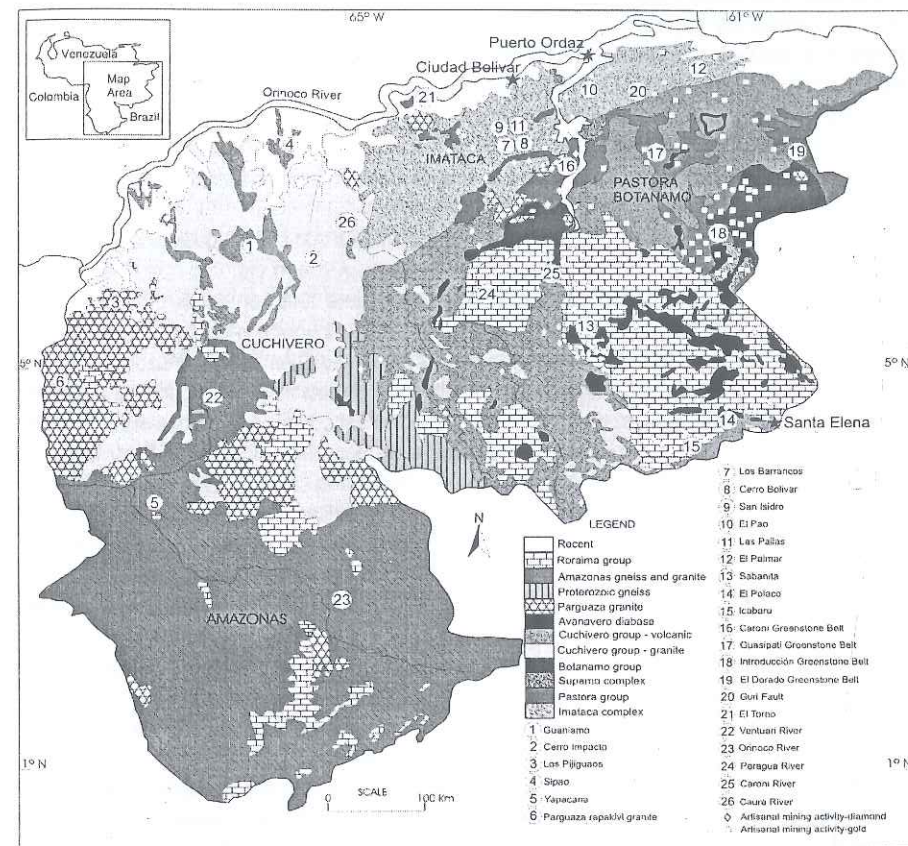 65° W
61° W
Puerto Ordaz
Ciudad Bolivar
Venezuela
Colombia
Map
Area
Brazil
Orinoco River
12
21
10
20
4
9
11
7
8
IMATACA
17
19
16
PASTORA
BOTANAMO
26
1
2
18
25
24
3
13
CUCHIVERO
5° N
5° N
6
22
14
Santa Elena
15
5
N
23
AMAZONAS
1° N
1° N
SCALE
0
100 Km
LEGEND
Recent
Roraima group
Amazonas gneiss and granite
Proterozoic gneiss
Parguaza granite
Avanavero diabase
Cuchivero group - volcanic
Cuchivero group - granite
Botanamo group
Supamo complex
Pastora group
Imataca complex
1 Guaniamo
2 Cerro Impacto
3 Los Pijiguaos
4 Sipao
5 Yapacana
6 Parguaza rapakivi granite
7 Los Barrancos
8 Cerro Bolivar
13 Sabanita
9 San Isidro
10 El Pao
11 Las Pailas
12 El Palmar
14 El Polaco
15 Icabaru
16 Caroni Greenstone Belt
17 Guasipati Greenstone Belt
18 Introducción Greenstone Belt
19 El Dorado Greenstone Belt
20 Guri Fault
21 El Torno
22 Ventuari River
23 Orinoco River
24 Paragua River
25 Caroni River
26 Caura River
Artisanal mining activity-diamond
Artisanal mining activity-gold